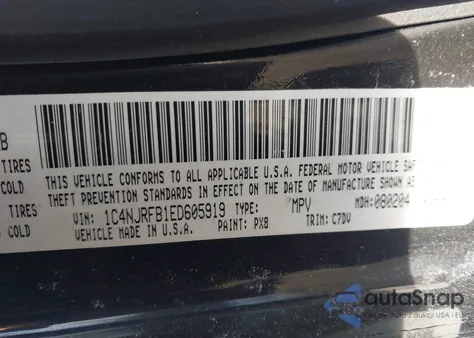 B
TIRES
COLD
TIRES
COLD
THIS VEHICLE CONFORMS TO ALL APPLICABLE U.S.A. FEDERAL MOTOR VEHICLE
THEFT PREVENTION STANDARDS IN EFFECT ON THE DATE OF MANUFACTURE SHOWN
VIN: 1C4NJRFB1ED605919 TYPE: MPV MDH: 080204
VEHICLE MADE IN U.S.A. PAINT: PX8 TRIM: C7DV
autoSnap